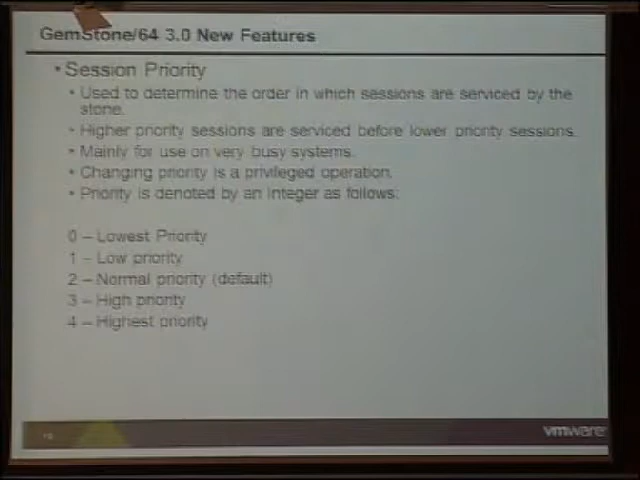 GemStone/64 3.0 New Features
• Session Priority
• Used to determine the order in which sessions are serviced by the
stone.
• Higher priority sessions are serviced before lower priority sessions.
• Mainly for use on very busy systems.
• Changing priority is a privileged operation.
• Priority is denoted by an integer as follows:
0 – Lowest Priority
1 – Low priority
2 – Normal priority (default)
3 – High priority
4 – Highest priority
vmware